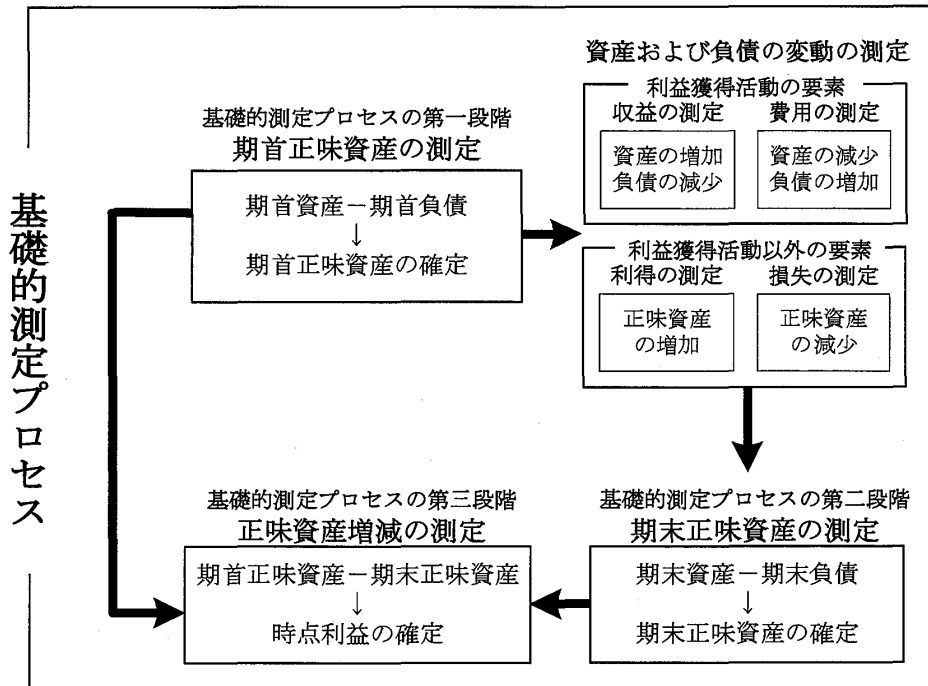 基礎的測定プロセス
基礎的測定プロセスの第一段階
期首正味資産の測定
期首資産－期首負債
↓
期首正味資産の確定
資産および負債の変動の測定
利益獲得活動の要素
収益の測定
資産の増加
負債の減少
費用の測定
資産の減少
負債の増加
利益獲得活動以外の要素
利得の測定
正味資産
の増加
損失の測定
正味資産
の減少
基礎的測定プロセスの第二段階
期末正味資産の測定
期末資産－期末負債
↓
期末正味資産の確定
基礎的測定プロセスの第三段階
正味資産増減の測定
期首正味資産－期末正味資産
↓
時点利益の確定